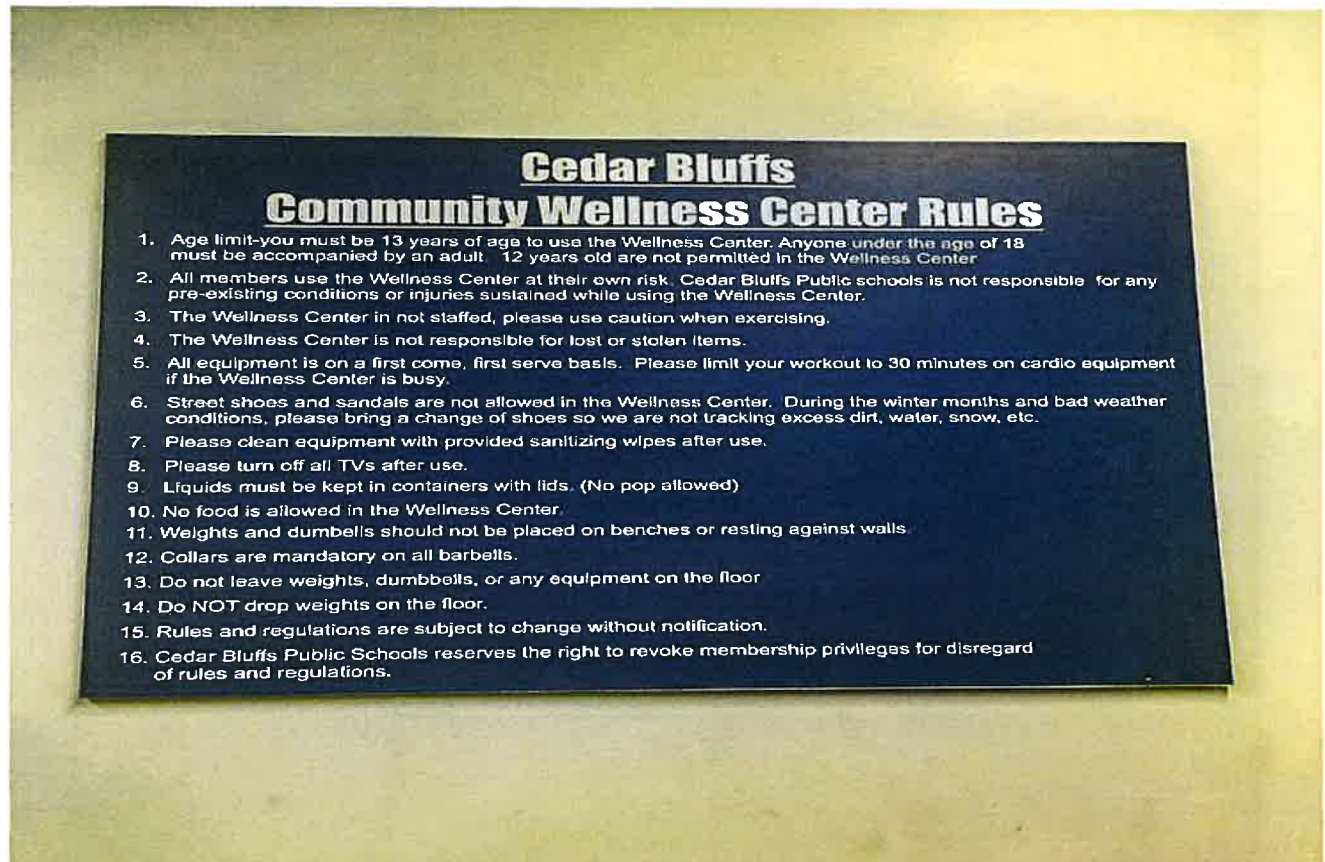 Cedar Bluffs
Community Wellness Center Rules
1. Age limit-you must be 13 years of age to use the Wellness Center. Anyone under the age of 18
must be accompanied by an adult. 12 years old are not permitted in the Wellness Center
2. All members use the Wellness Center at their own risk. Cedar Bluffs Public schools is not responsible for any
pre-existing conditions or injuries sustained while using the Wellness Center.
3. The Wellness Center in not staffed, please use caution when exercising.
4. The Wellness Center is not responsible for lost or stolen items.
5. All equipment is on a first come, first serve basis. Please limit your workout to 30 minutes on cardio equipment
if the Wellness Center is busy.
6. Street shoes and sandals are not allowed in the Wellness Center. During the winter months and bad weather
conditions, please bring a change of shoes so we are not tracking excess dirt, water, snow, etc.
7. Please clean equipment with provided sanitizing wipes after use.
8. Please turn off all TVs after use.
9. Liquids must be kept in containers with lids. (No pop allowed)
10. No food is allowed in the Wellness Center.
11. Weights and dumbells should not be placed on benches or resting against walls.
12. Collars are mandatory on all barbells.
13. Do not leave weights, dumbbells, or any equipment on the floor
14. Do NOT drop weights on the floor.
15. Rules and regulations are subject to change without notification.
16. Cedar Bluffs Public Schools reserves the right to revoke membership privileges for disregard
of rules and regulations.